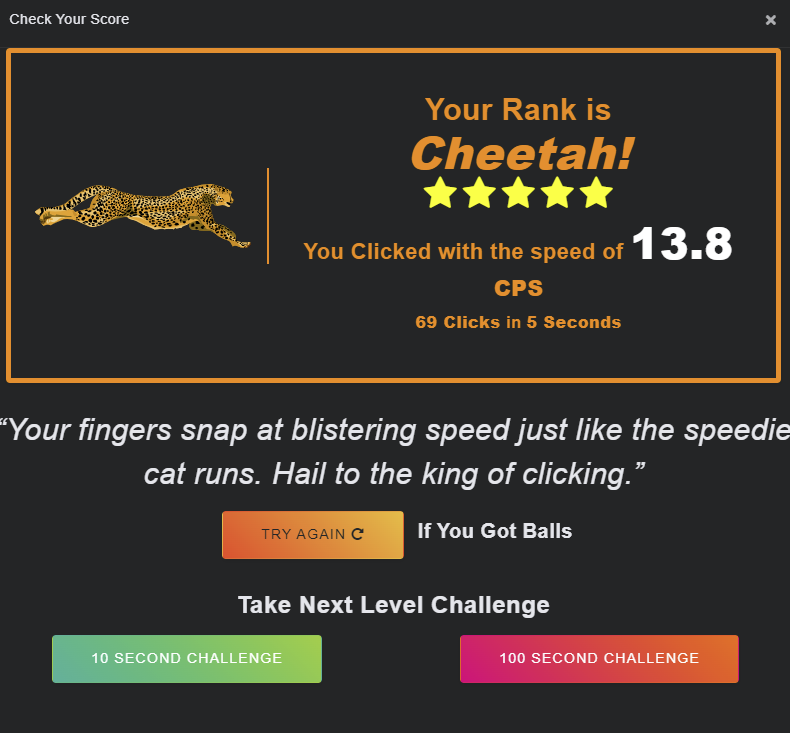 Check Your Score
Your Rank is
Cheetah!
You Clicked with the speed of 13.8
CPS
69 Clicks in 5 Seconds
“Your fingers snap at blistering speed just like the speedie
cat runs. Hail to the king of clicking.”
TRY AGAIN If You Got Balls
Take Next Level Challenge
10 SECOND CHALLENGE 100 SECOND CHALLENGE